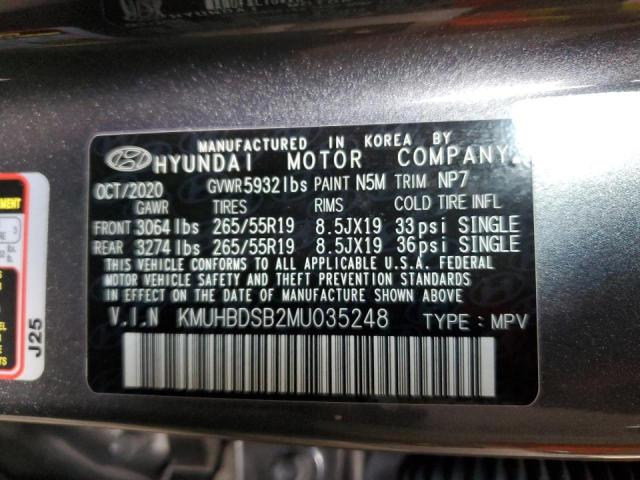 MANUFACTURED IN KOREA BY
HYUNDAI MOTOR COMPANY
OCT/2020 GVWR 5932 lbs PAINT N5M TRIM NP7
GAWR TIRES RIMS COLD TIRE INFL
FRONT 3064 lbs 265/55R19 8.5JX19 33 psi SINGLE
REAR 3274 lbs 265/55R19 8.5JX19 36 psi SINGLE
THIS VEHICLE CONFORMS TO ALL APPLICABLE U.S.A. FEDERAL
MOTOR VEHICLE SAFETY AND THEFT PREVENTION STANDARDS
IN EFFECT ON THE DATE OF MANUFACTURE SHOWN ABOVE.
V.I.N KMUHBDSB2MU035248 TYPE : MPV
J25